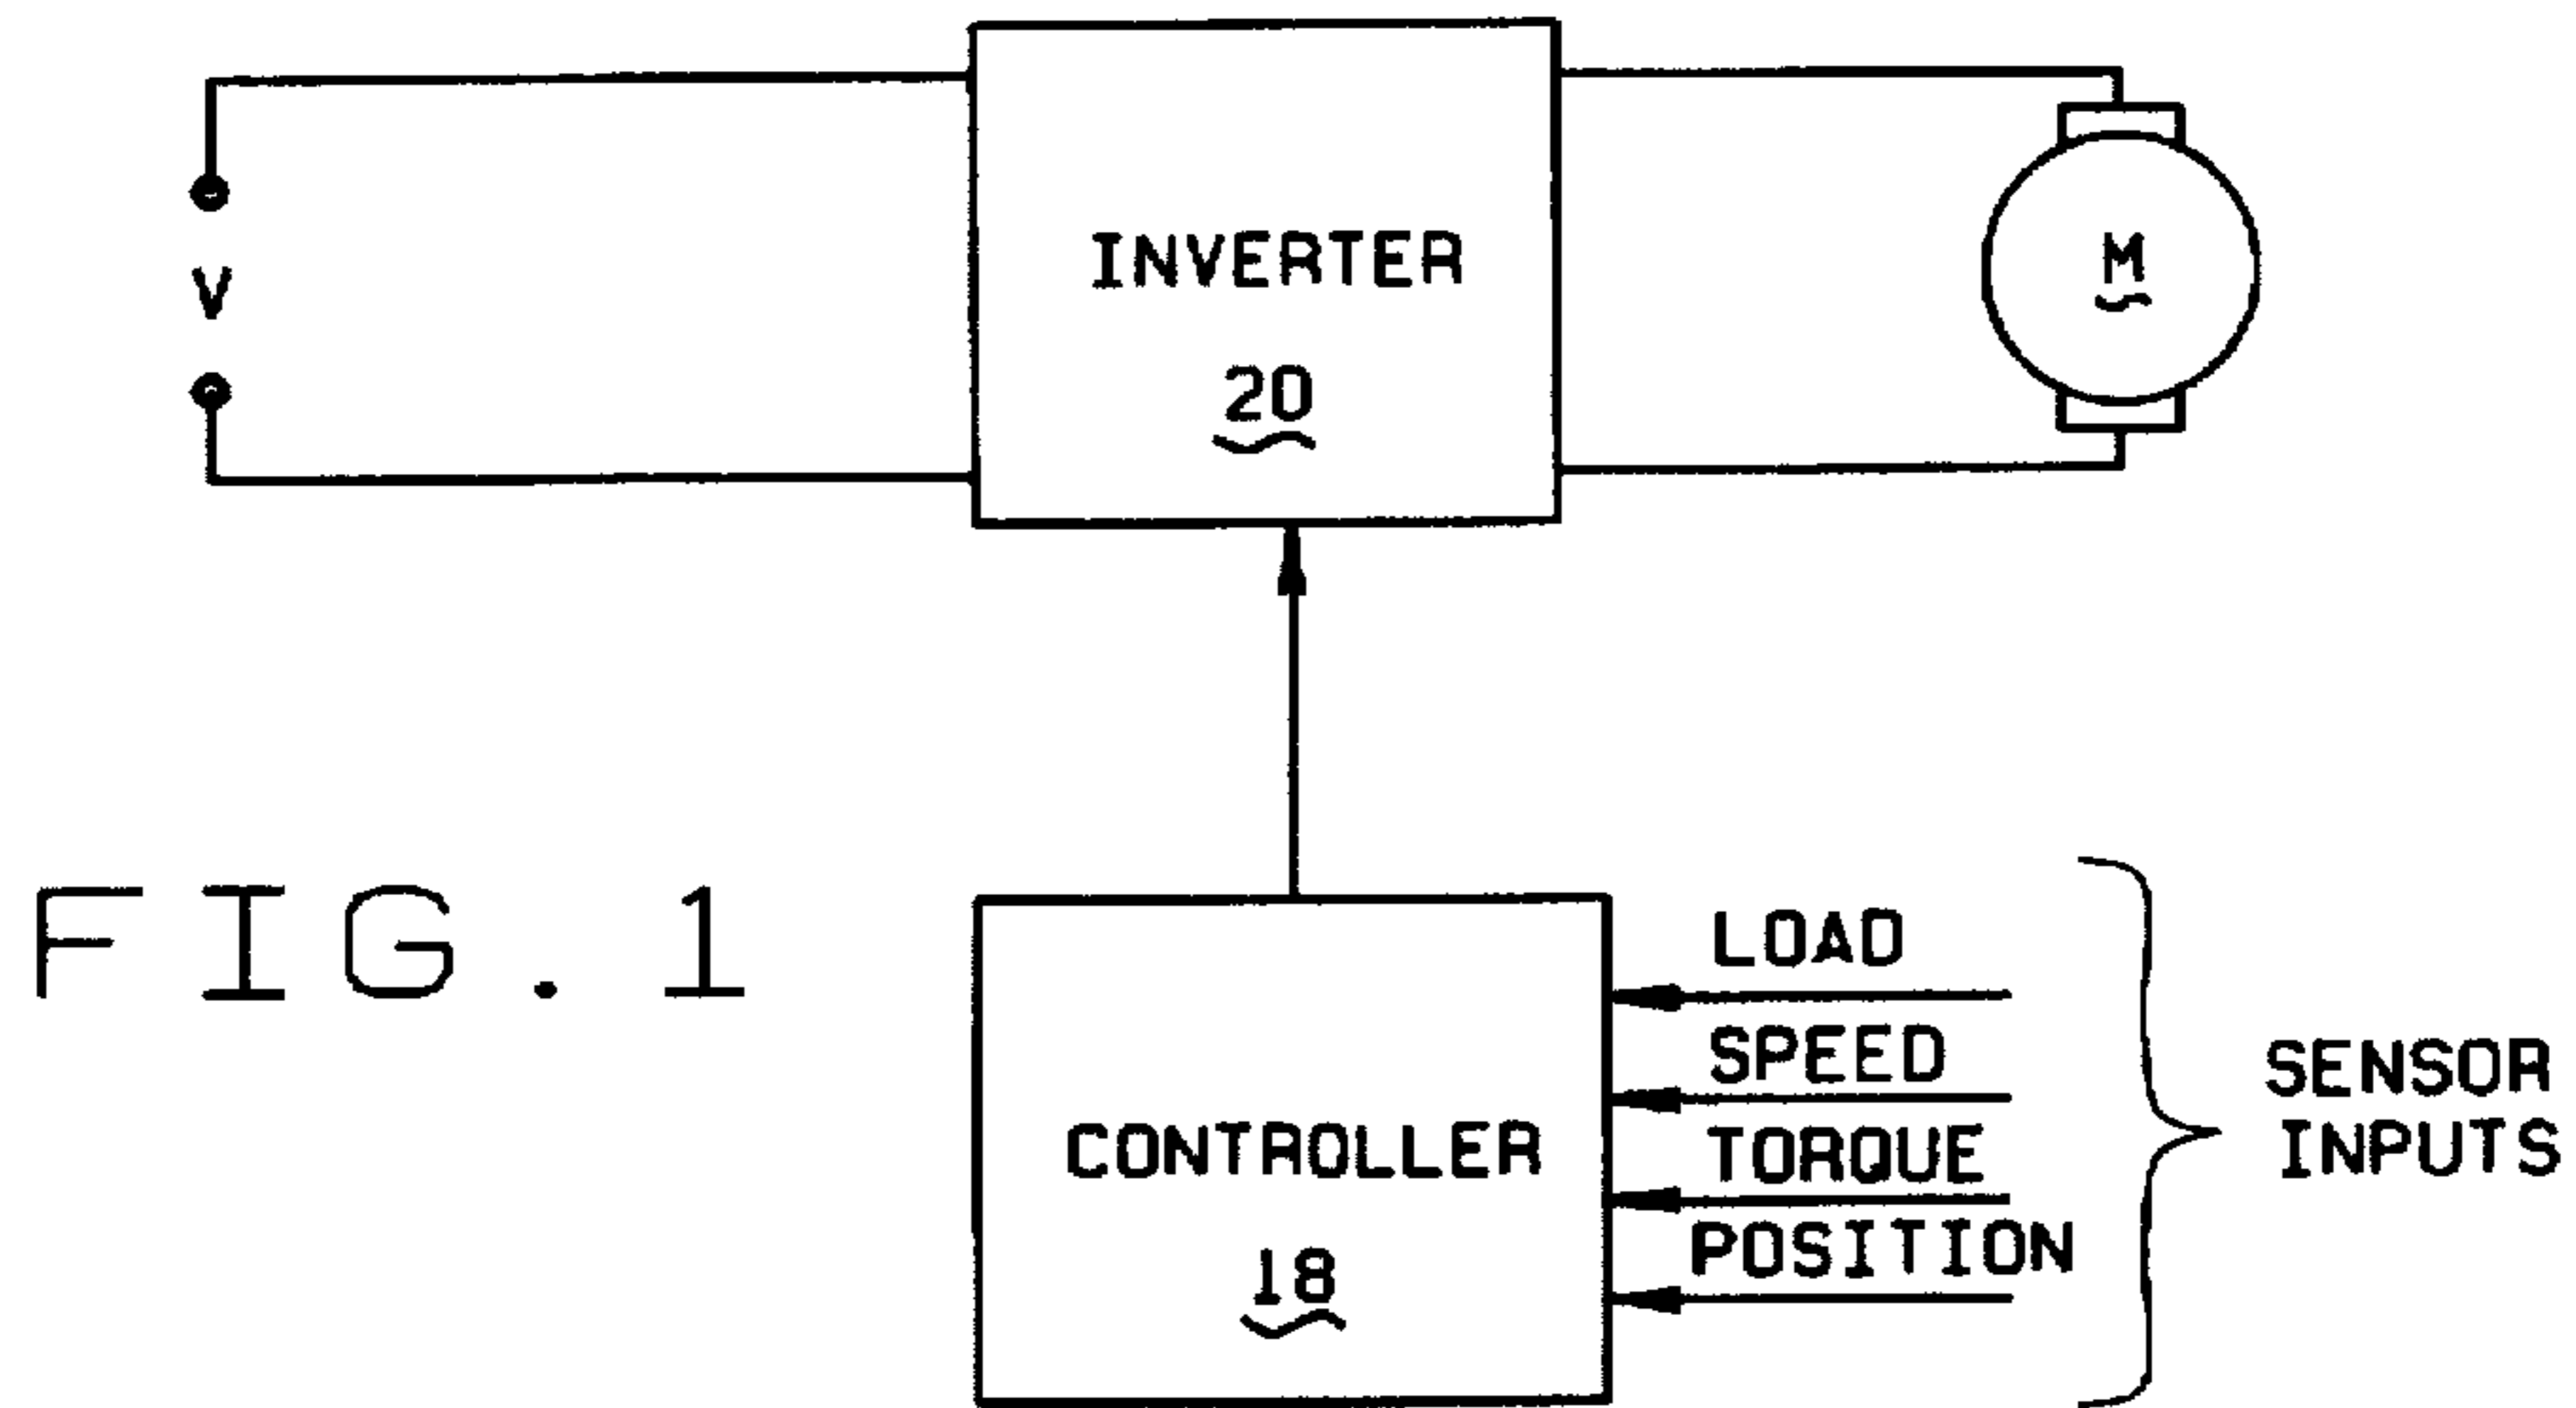 INVERTER
20
V
M
FIG. 1
CONTROLLER
18
LOAD
SPEED
TORQUE
POSITION
SENSOR
INPUTS